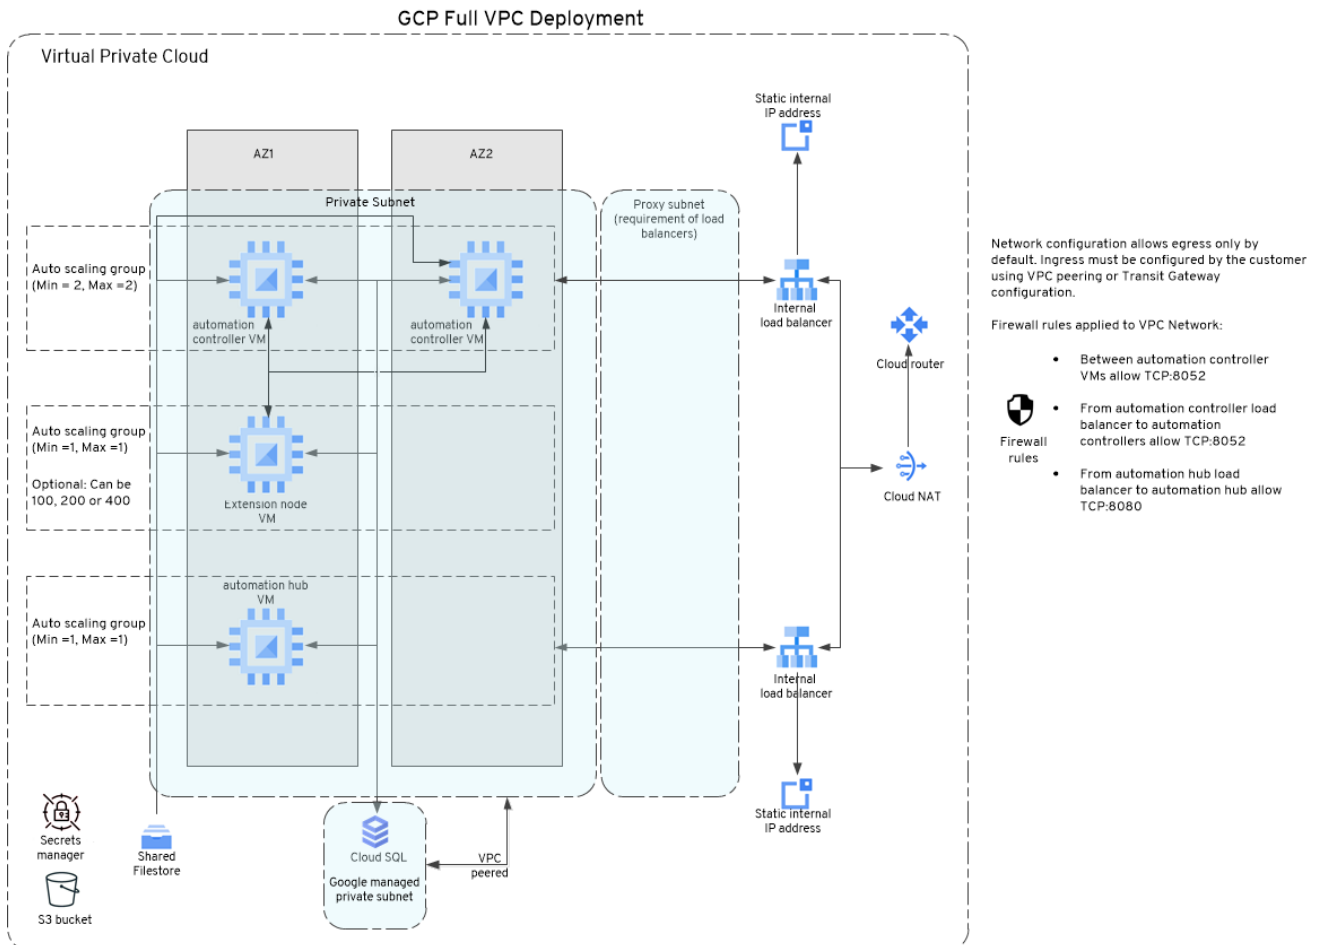 GCP Full VPC Deployment
Virtual Private Cloud
Static internal
IP address
AZ1
AZ2
Private Subnet
Proxy subnet
(requirement of load
balancers)
Auto scaling group
(Min = 2, Max =2)
automation
controller VM
automation
controller VM
Internal
load balancer
Cloud router
Network configuration allows egress only by
default. Ingress must be configured by the customer
using VPC peering or Transit Gateway
configuration.
Firewall rules applied to VPC Network:
• Between automation controller
VMs allow TCP:8052
• From automation controller load
balancer to automation
controllers allow TCP:8052
• From automation hub load
balancer to automation hub allow
TCP:8080
Firewall
rules
Auto scaling group
(Min =1, Max =1)
Optional: Can be
100, 200 or 400
Extension node
VM
Cloud NAT
automation hub
VM
Auto scaling group
(Min =1, Max =1)
Internal
load balancer
Static internal
IP address
Secrets
manager
Shared
Filestore
S3 bucket
Cloud SQL
Google managed
private subnet
VPC
peered